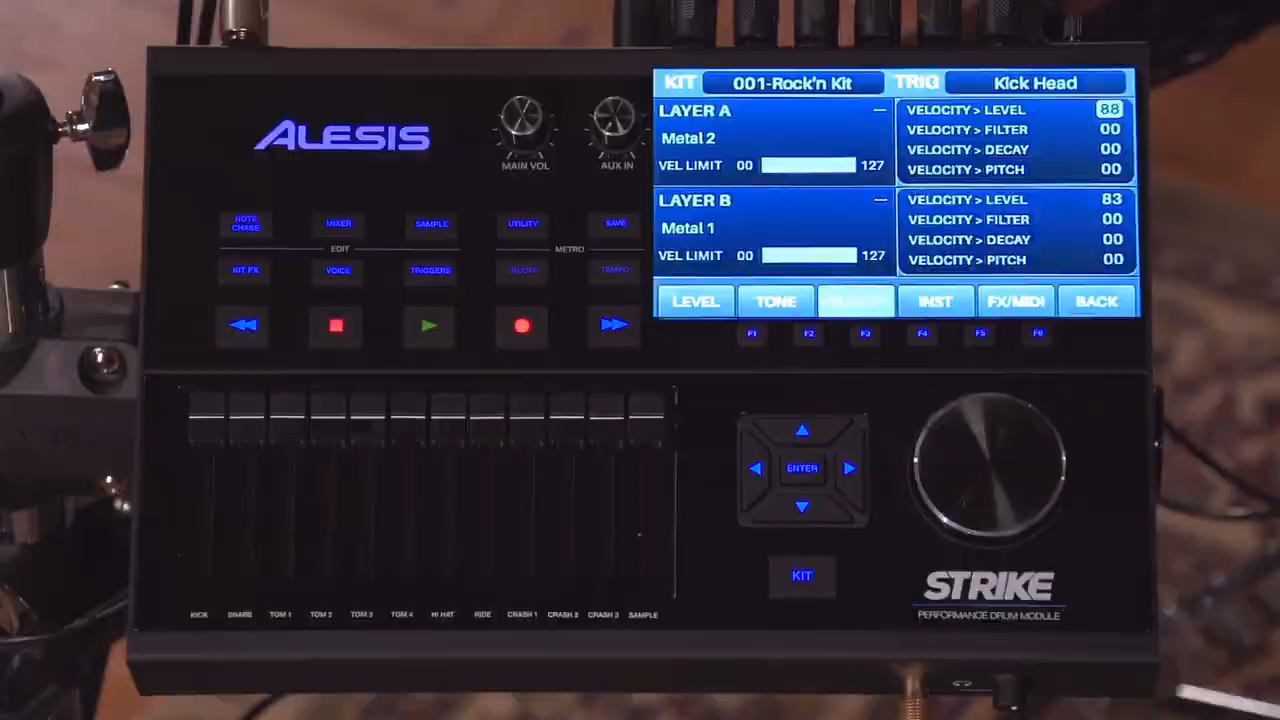 KIT 001-Rock'n Kit TRIG Kick Head
LAYER A —
Metal 2
VEL LIMIT 00 127
VELOCITY > LEVEL 88
VELOCITY > FILTER 00
VELOCITY > DECAY 00
VELOCITY > PITCH 00
LAYER B —
Metal 1
VEL LIMIT 00 127
VELOCITY > LEVEL 83
VELOCITY > FILTER 00
VELOCITY > DECAY 00
VELOCITY > PITCH 00
LEVEL TONE INST FX/MIDI BACK
F1 F2 F3 F4 F5 F6
ALESIS
MAIN VOL AUX IN
NOTE CHASE MIXER SAMPLE UTILITY SAVE
EDIT METRO
KIT FX VOICE TRIGGERS ON/OFF TEMPO
ENTER
KIT
STRIKE
PERFORMANCE DRUM MODULE
KICK SNARE TOM 1 TOM 2 TOM 3 TOM 4 HI HAT RIDE CRASH 1 CRASH 2 CRASH 3 SAMPLE